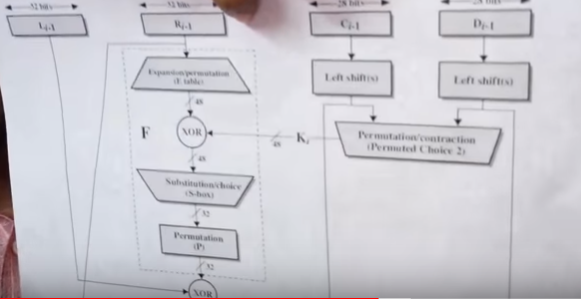 32 bits
32 bits
28 bits
28 bits
Li-1
Ri-1
Ci-1
Di-1
Expansion/permutation
(E table)
Left shift(s)
Left shift(s)
48
F
XOR
48
Ki
Permutation/contraction
(Permuted Choice 2)
48
Substitution/choice
(S-box)
32
Permutation
(P)
32
XOR